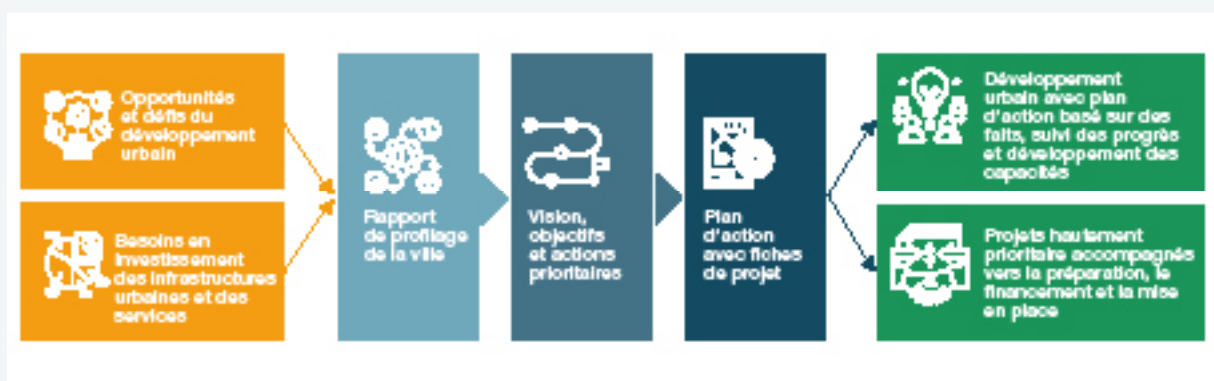 Opportunités
et défis du
développement
urbain
Besoins en
investissement
des infrastructures
urbaines et des
services
Rapport
de profilage
de la ville
Vision,
objectifs
et actions
prioritaires
Plan
d'action
avec fiches
de projet
Développement
urbain avec plan
d'action basé sur des
faits, suivi des progrès
et développement des
capacités
Projets hautement
prioritaire accompagnés
vers la préparation, le
financement et la mise
en place